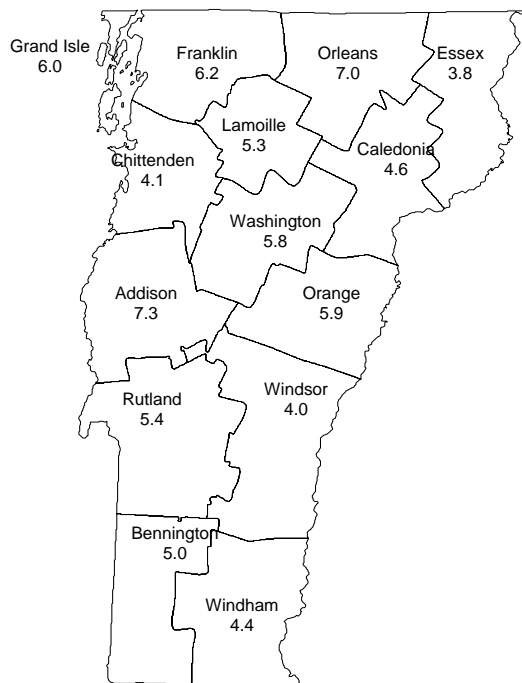 Grand Isle
6.0
Franklin
6.2
Orleans
7.0
Essex
3.8
Lamoille
5.3
Caledonia
4.6
Chittenden
4.1
Washington
5.8
Addison
7.3
Orange
5.9
Rutland
5.4
Windsor
4.0
Bennington
5.0
Windham
4.4